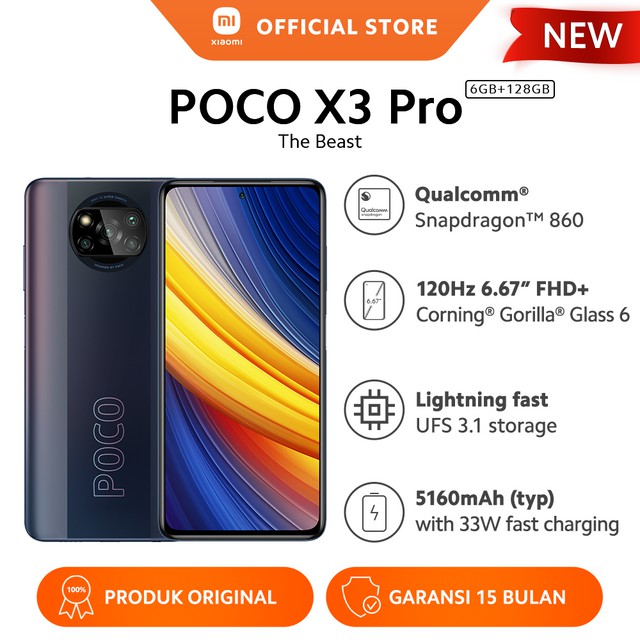 mi
xiaomi
OFFICIAL STORE
NEW
POCO X3 Pro
6GB+128GB
The Beast
Qualcomm®
Snapdragon™ 860
Qualcomm
snapdragon
120Hz 6.67” FHD+
Corning® Gorilla® Glass 6
6.67”
Lightning fast
UFS 3.1 storage
5160mAh (typ)
with 33W fast charging
POCO
100%
PRODUK ORIGINAL
GARANSI 15 BULAN